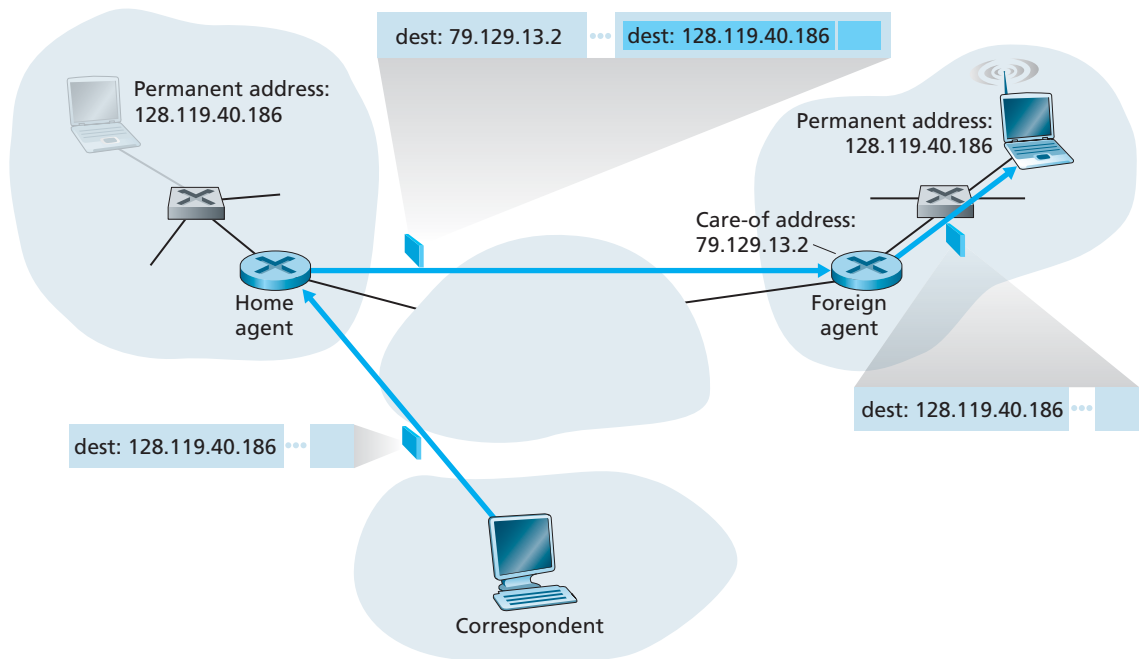 dest: 79.129.13.2
dest: 128.119.40.186
Permanent address:
128.119.40.186
Permanent address:
128.119.40.186
Care-of address:
79.129.13.2
Home
agent
Foreign
agent
dest: 128.119.40.186
dest: 128.119.40.186
Correspondent